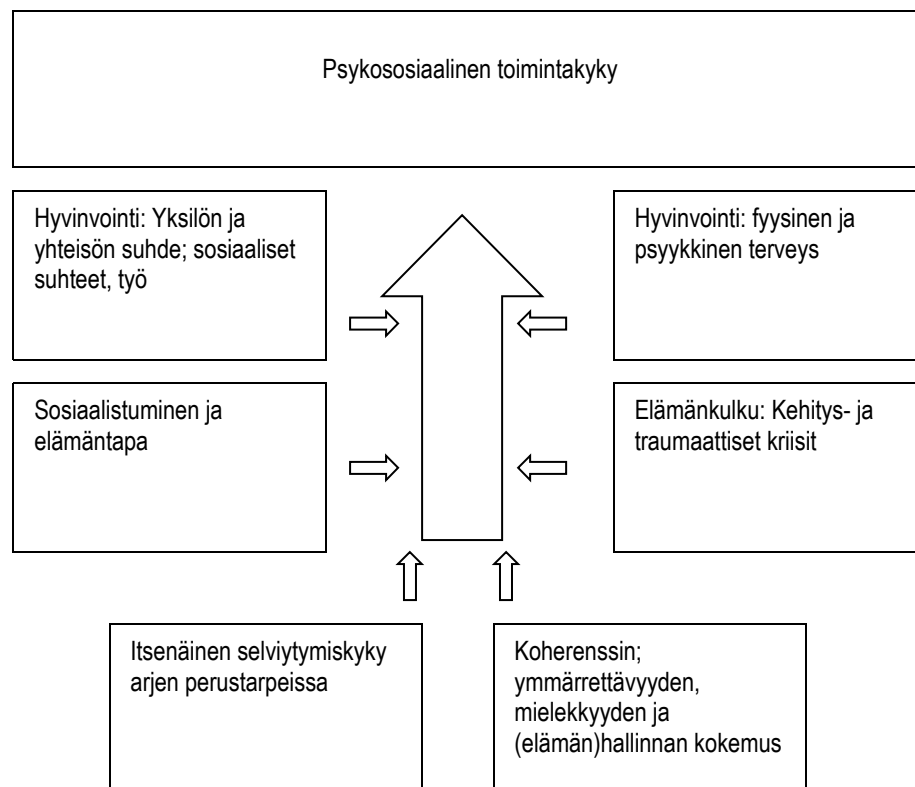 Psykososiaalinen toimintakyky
Hyvinvointi: Yksilön ja
yhteisön suhde; sosiaaliset
suhteet, työ
Hyvinvointi: fyysinen ja
psyykkinen terveys
Sosiaalistuminen ja
elämäntapa
Elämänkulku: Kehitys- ja
traumaattiset kriisit
Itsenäinen selviytymiskyky
arjen perustarpeissa
Koherenssin;
ymmärrettävyyden,
mielekkyyden ja
(elämän)hallinnan kokemus